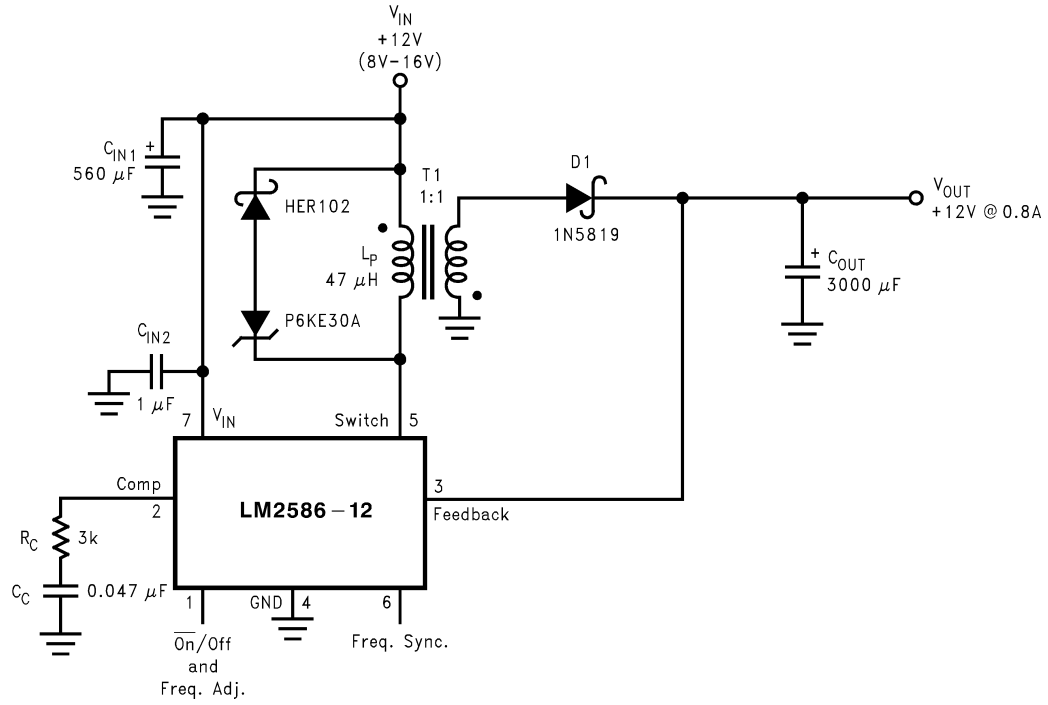 V_IN
+12V
(8V–16V)
C_IN1 +
560 μF
HER102
T1
1:1
D1
1N5819
V_OUT
+12V @ 0.8A
L_P
47 μH
+ C_OUT
3000 μF
P6KE30A
C_IN2
1 μF
7 V_IN
Switch 5
Comp
2
LM2586–12
3
Feedback
R_C 3k
C_C 0.047 μF
1
GND 4
6
On/Off
and
Freq. Adj.
Freq. Sync.